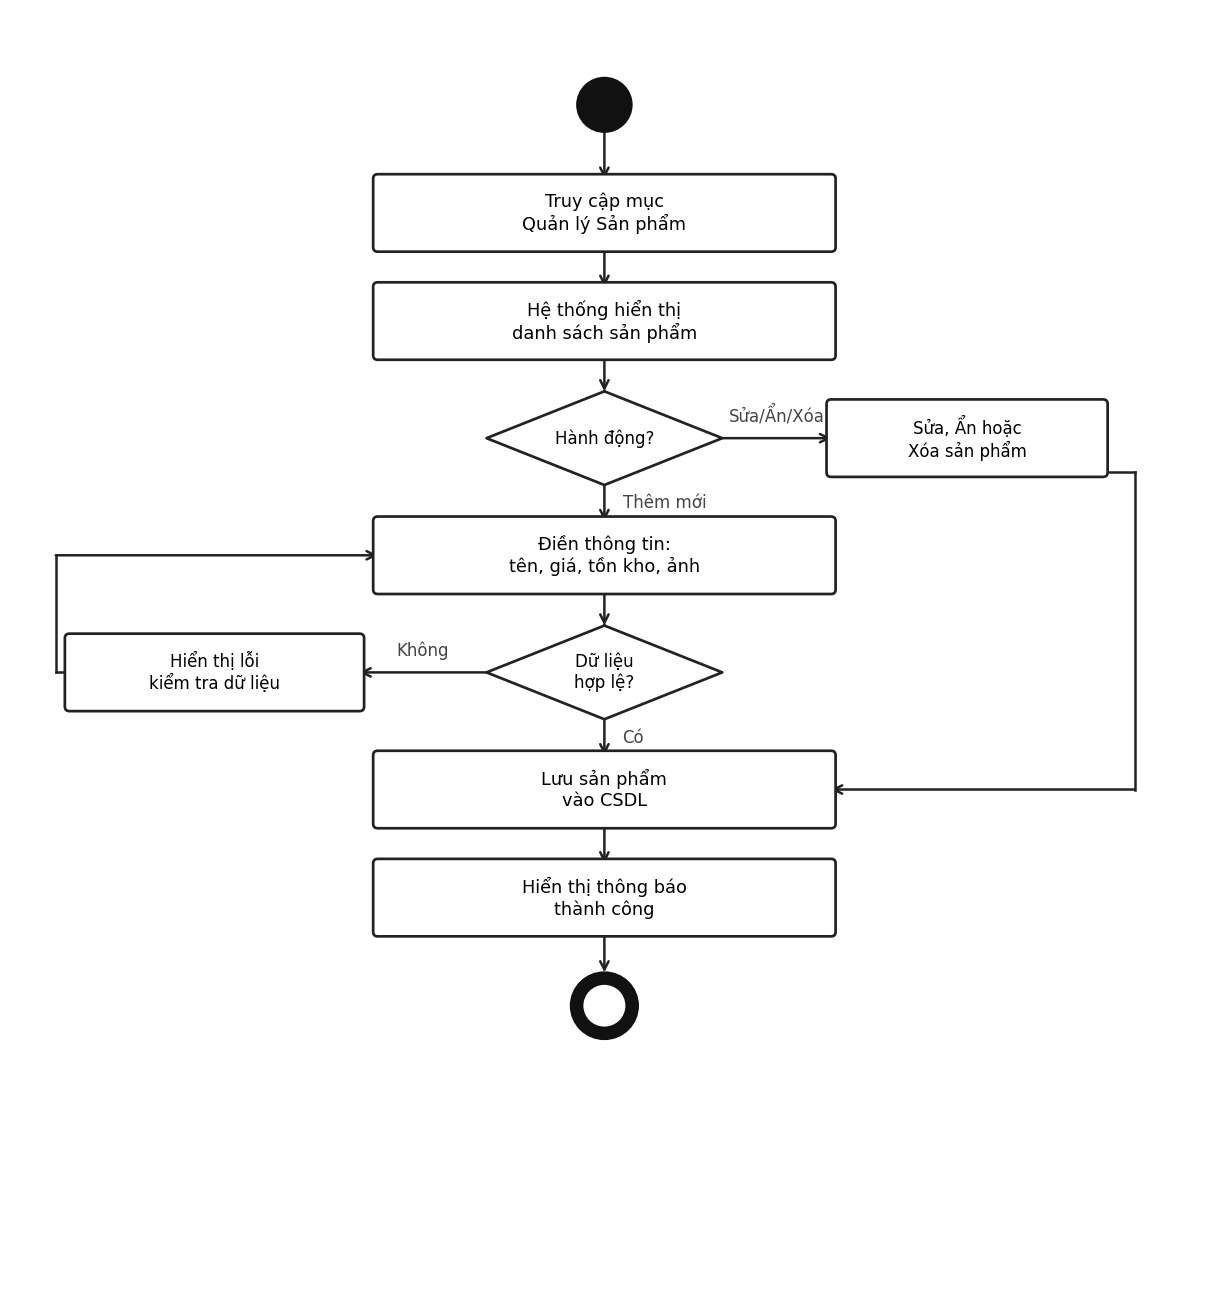 Truy cập mục
Quản lý Sản phẩm
Hệ thống hiển thị
danh sách sản phẩm
Hành động?
Sửa/Ẩn/Xóa
Sửa, Ẩn hoặc
Xóa sản phẩm
Thêm mới
Điền thông tin:
tên, giá, tồn kho, ảnh
Không
Hiển thị lỗi
kiểm tra dữ liệu
Dữ liệu
hợp lệ?
Có
Lưu sản phẩm
vào CSDL
Hiển thị thông báo
thành công